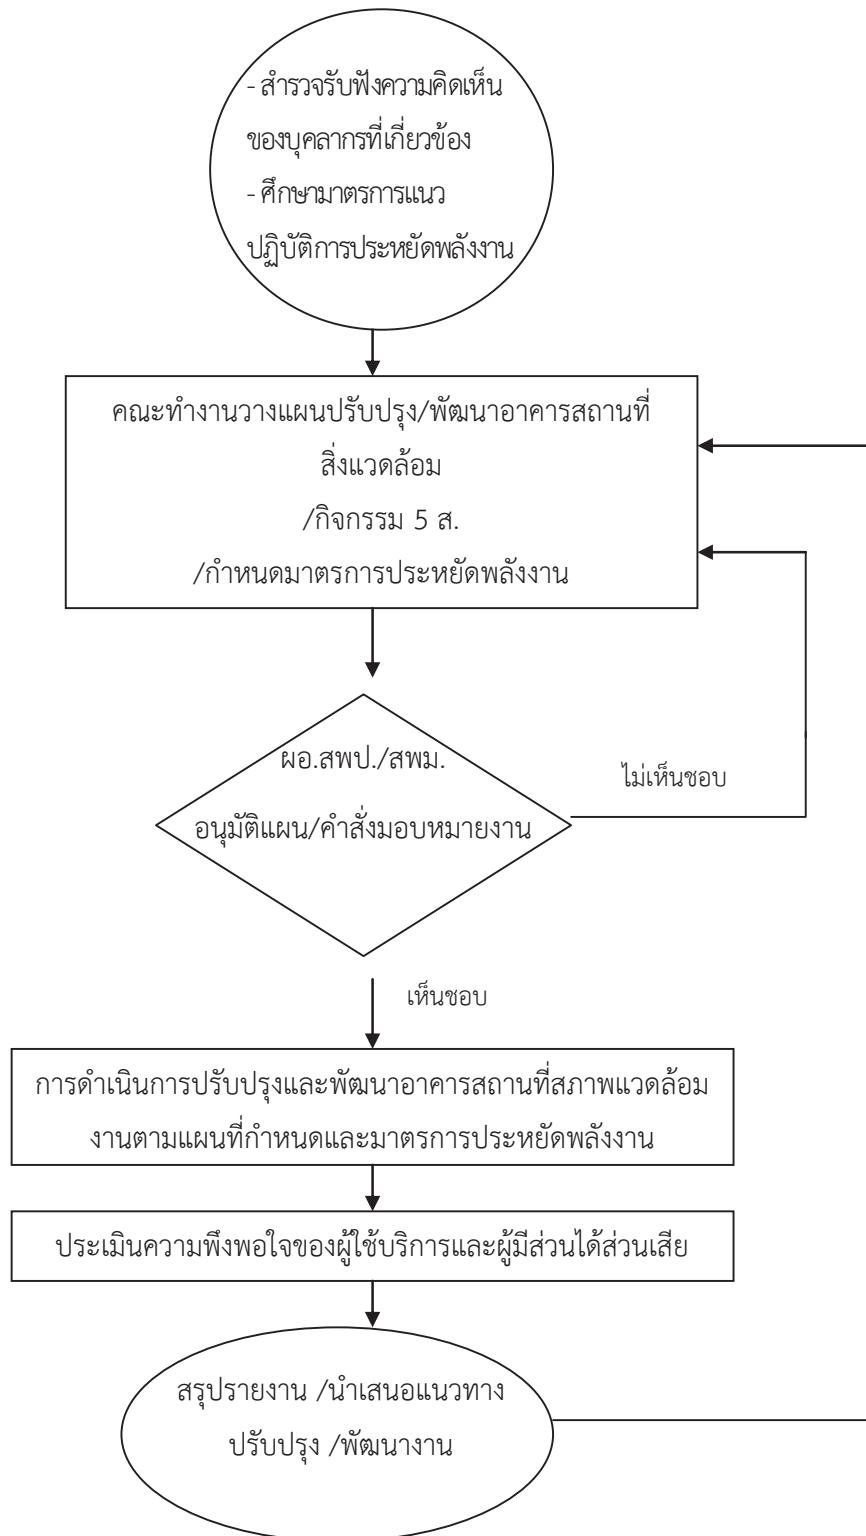 - สำรวจรับฟังความคิดเห็น
ของบุคลากรที่เกี่ยวข้อง
- ศึกษามาตรการแนว
ปฏิบัติการประหยัดพลังงาน
คณะทำงานวางแผนปรับปรุง/พัฒนาอาคารสถานที่
สิ่งแวดล้อม
/กิจกรรม 5 ส.
/กำหนดมาตรการประหยัดพลังงาน
ผอ.สพป./สพม.
ไม่เห็นชอบ
อนุมัติแผน/คำสั่งมอบหมายงาน
เห็นชอบ
การดำเนินการปรับปรุงและพัฒนาอาคารสถานที่สภาพแวดล้อม
งานตามแผนที่กำหนดและมาตรการประหยัดพลังงาน
ประเมินความพึงพอใจของผู้ใช้บริการและผู้มีส่วนได้ส่วนเสีย
สรุปรายงาน /นำเสนอแนวทาง
ปรับปรุง /พัฒนางาน